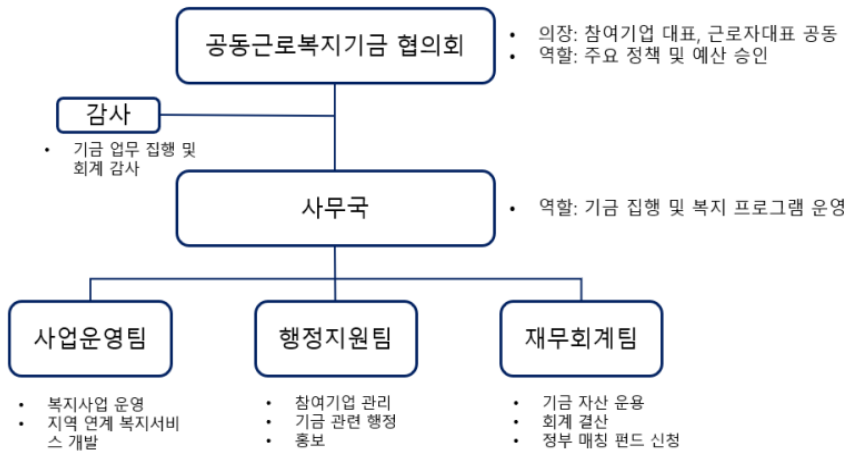 공동근로복지기금 협의회
• 의장: 참여기업 대표, 근로자대표 공동
• 역할: 주요 정책 및 예산 승인
감사
• 기금 업무 집행 및
회계 감사
사무국
• 역할: 기금 집행 및 복지 프로그램 운영
사업운영팀
• 복지사업 운영
• 지역 연계 복지서비
스 개발
행정지원팀
• 참여기업 관리
• 기금 관련 행정
• 홍보
재무회계팀
• 기금 자산 운용
• 회계 결산
• 정부 매칭 펀드 신청